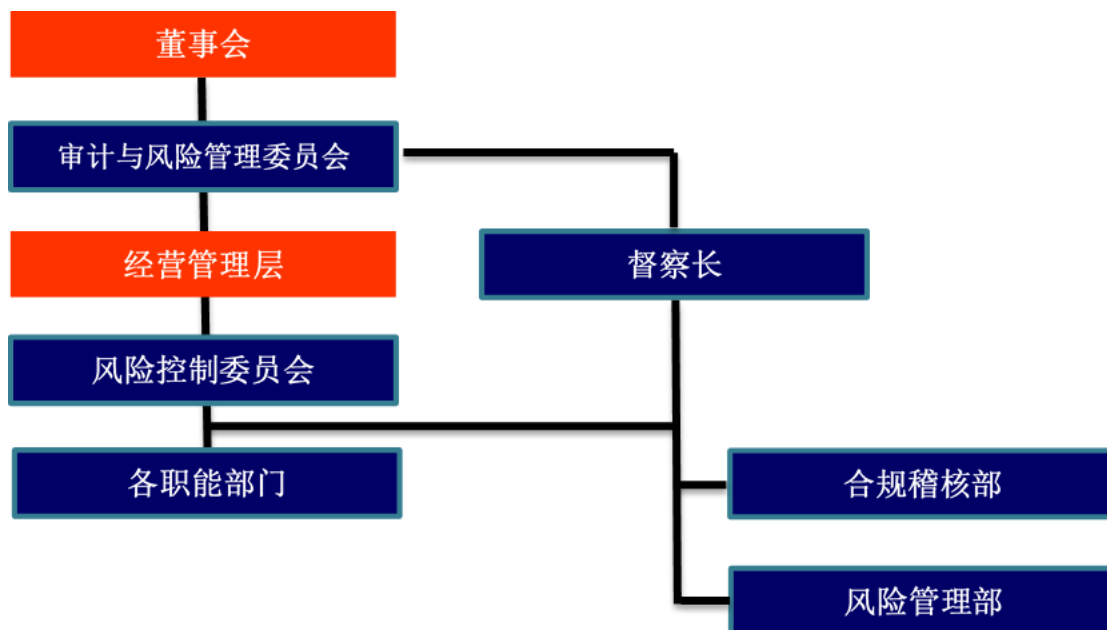 董事会
审计与风险管理委员会
经营管理层
督察长
风险控制委员会
各职能部门
合规稽核部
风险管理部